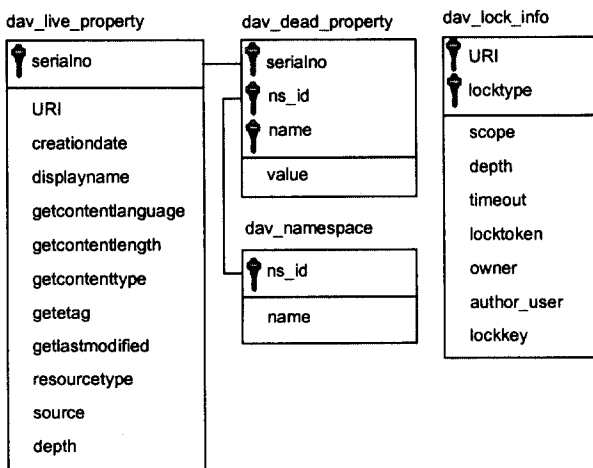 dav_live_property
serialno
URI
creationdate
displayname
getcontentlanguage
getcontentlength
getcontenttype
getetag
getlastmodified
resourcetype
source
depth
dav_dead_property
serialno
ns_id
name
value
dav_namespace
ns_id
name
dav_lock_info
URI
locktype
scope
depth
timeout
locktoken
owner
author_user
lockkey